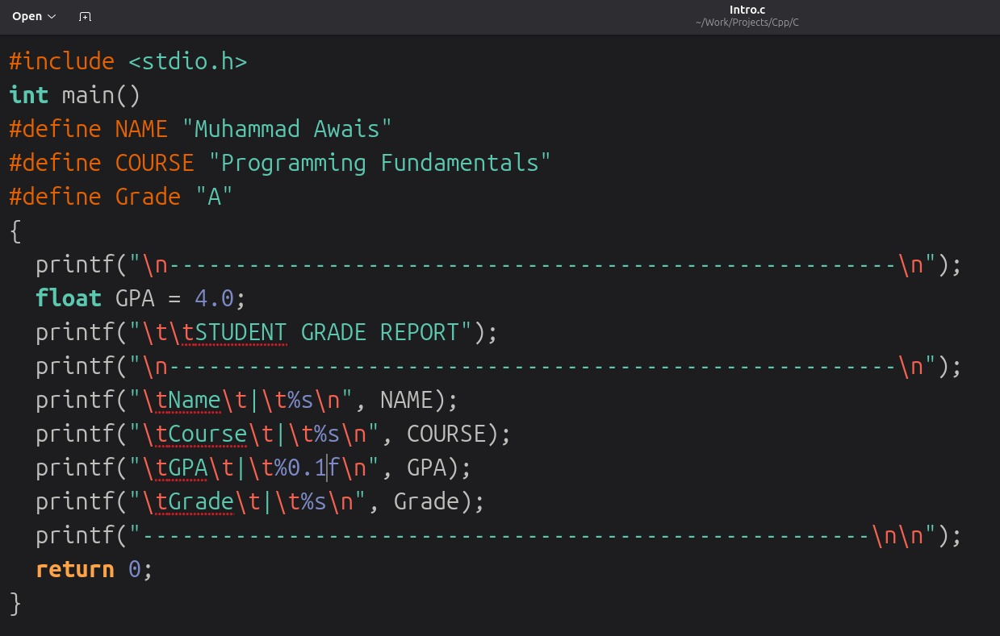 Open
Intro.c
~/Work/Projects/Cpp/C
#include <stdio.h>
int main()
#define NAME "Muhammad Awais"
#define COURSE "Programming Fundamentals"
#define Grade "A"
{
  printf("\n-------------------------------------------------------\n");
  float GPA = 4.0;
  printf("\t\tSTUDENT GRADE REPORT");
  printf("\n-------------------------------------------------------\n");
  printf("\tName\t|\t%s\n", NAME);
  printf("\tCourse\t|\t%s\n", COURSE);
  printf("\tGPA\t|\t%0.1f\n", GPA);
  printf("\tGrade\t|\t%s\n", Grade);
  printf("-------------------------------------------------------\n\n");
  return 0;
}